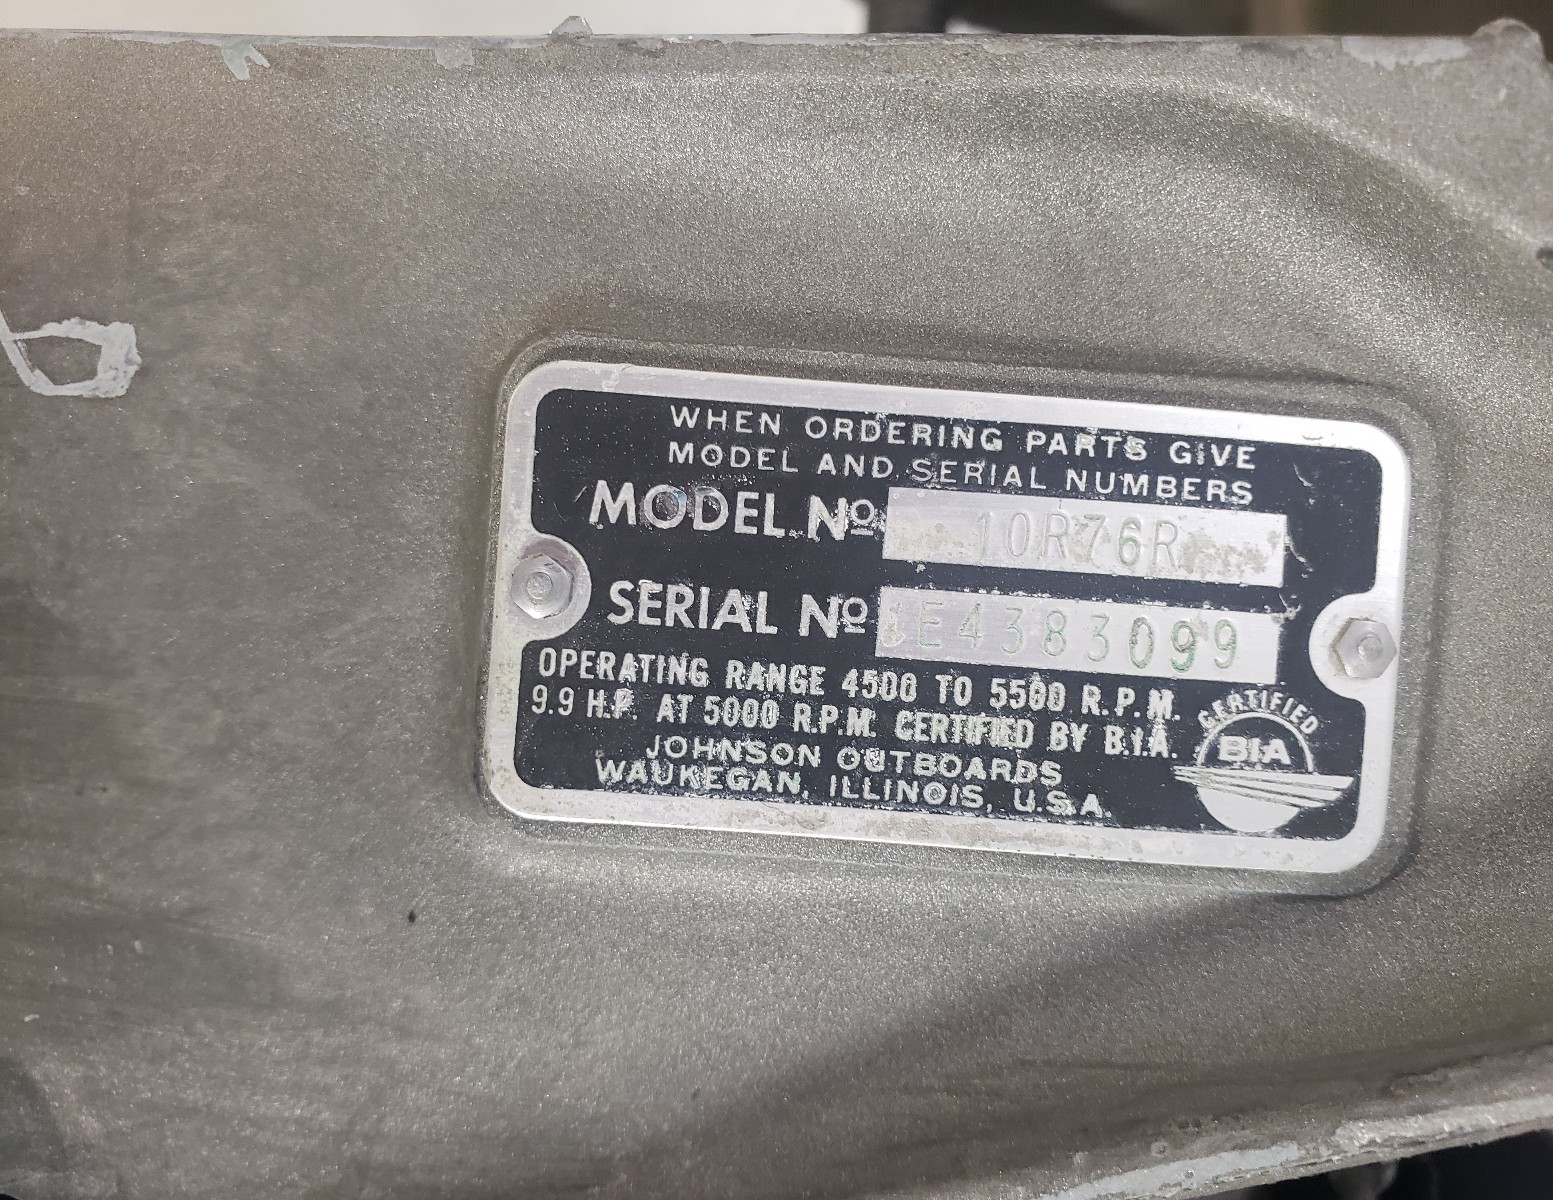 WHEN ORDERING PARTS GIVE
MODEL AND SERIAL NUMBERS
MODEL Nº 10R76R
SERIAL Nº JE4383099
OPERATING RANGE 4500 TO 5500 R.P.M.
9.9 H.P. AT 5000 R.P.M. CERTIFIED BY B.I.A.
JOHNSON OUTBOARDS
WAUKEGAN, ILLINOIS, U.S.A.
CERTIFIED
BIA